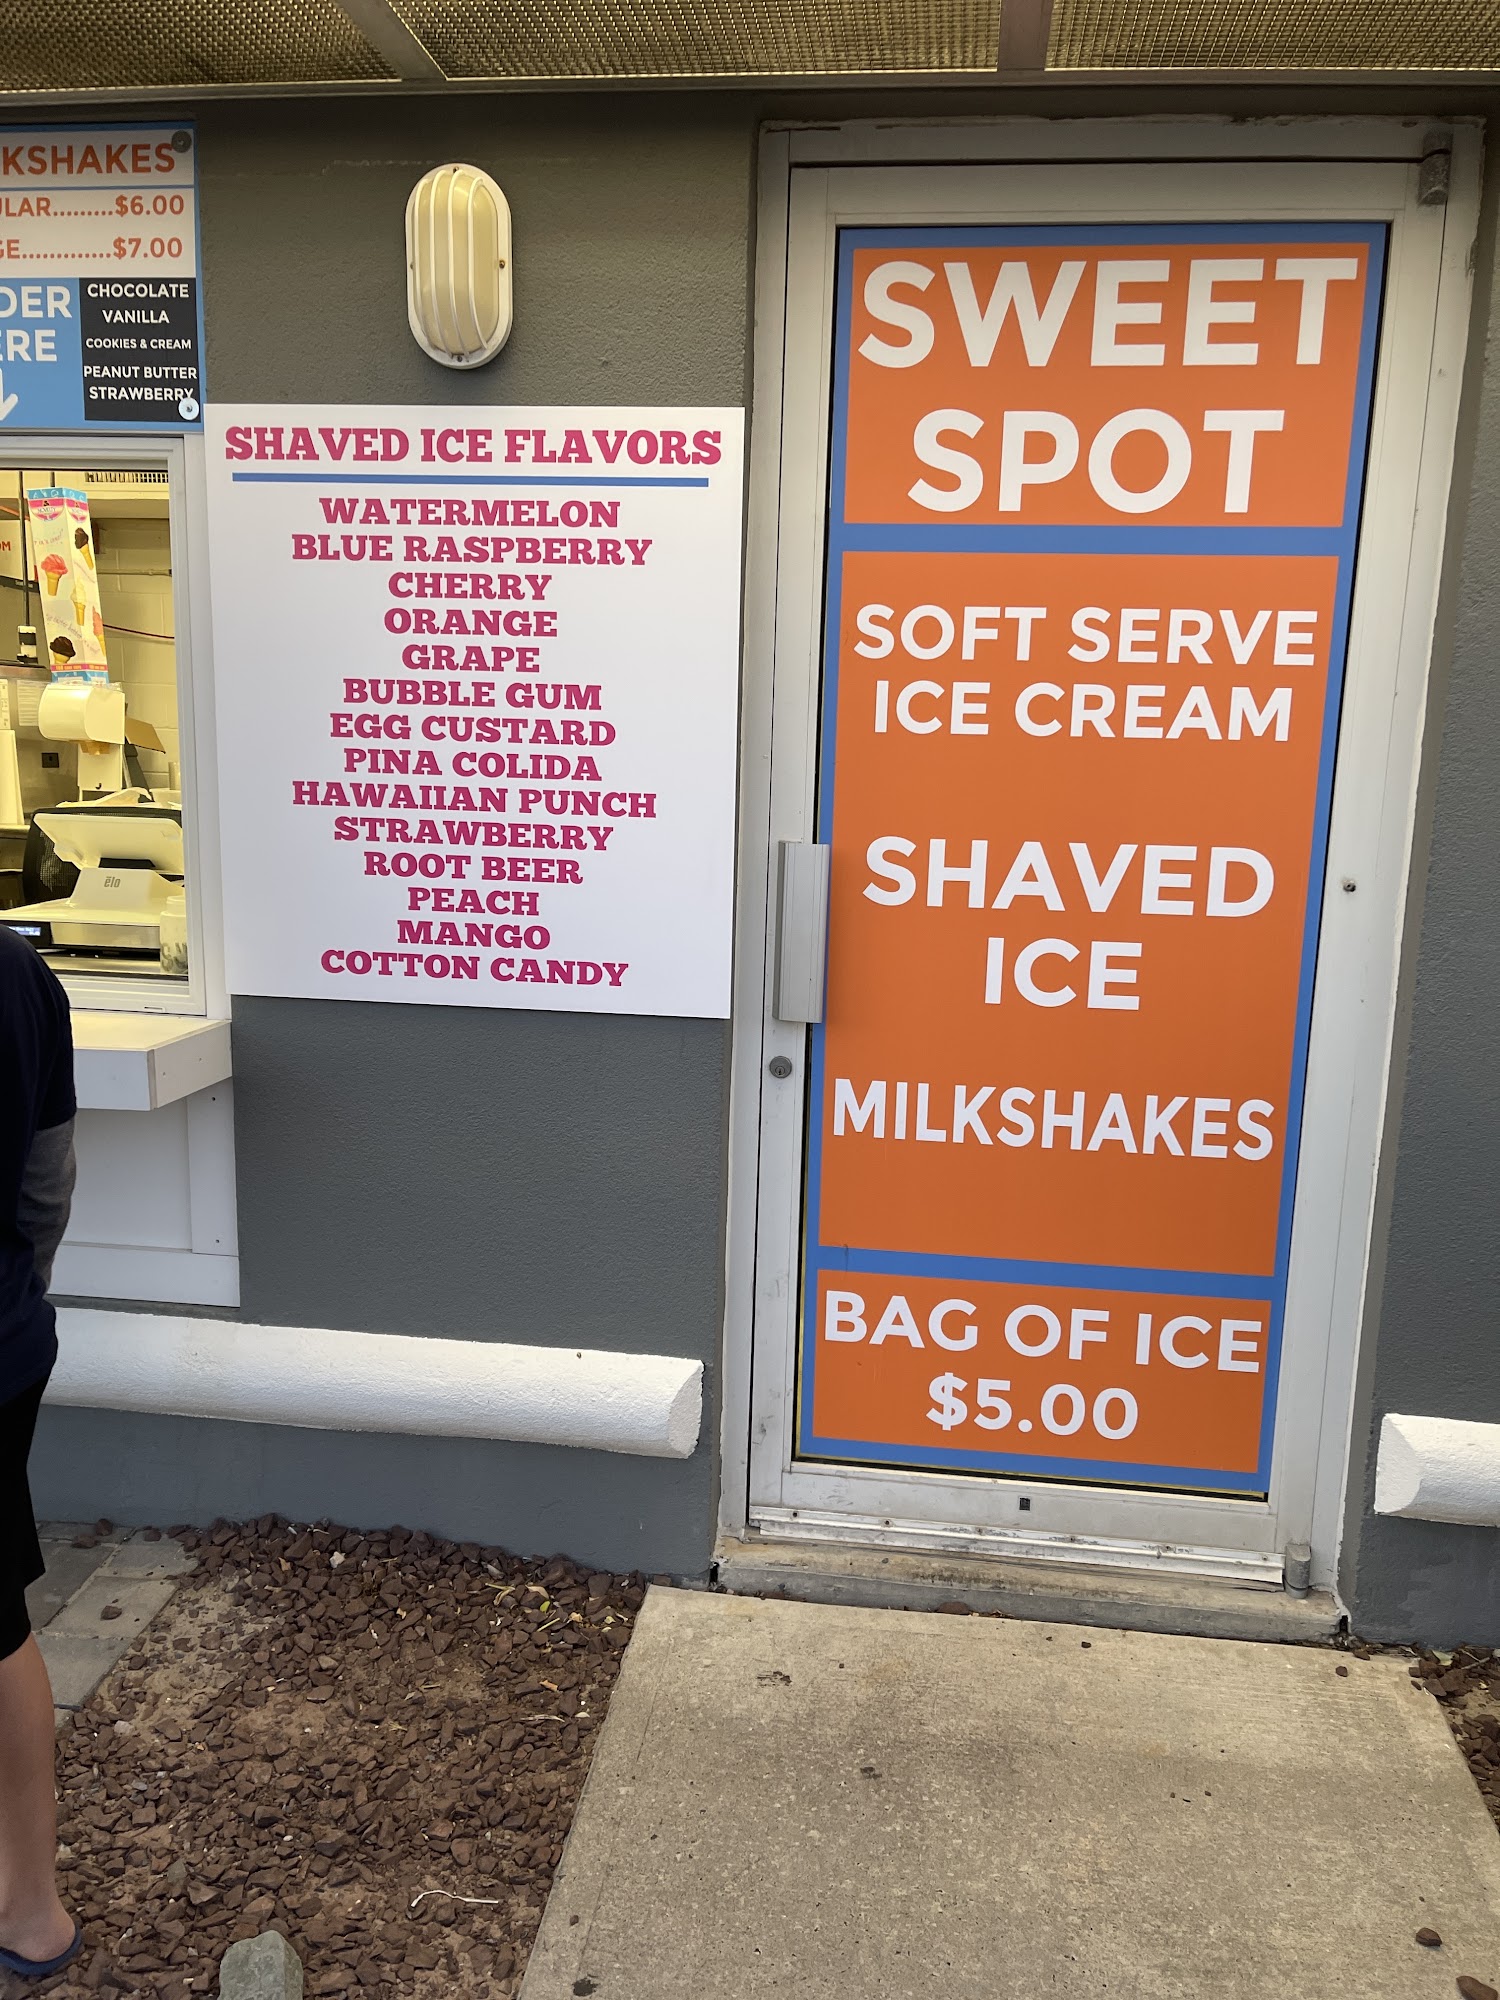 KSHAKES
LAR.........$6.00
GE.............$7.00
DER
ERE
CHOCOLATE
VANILLA
COOKIES & CREAM
PEANUT BUTTER
STRAWBERRY
SHAVED ICE FLAVORS
WATERMELON
BLUE RASPBERRY
CHERRY
ORANGE
GRAPE
BUBBLE GUM
EGG CUSTARD
PINA COLIDA
HAWAIIAN PUNCH
STRAWBERRY
ROOT BEER
PEACH
MANGO
COTTON CANDY
elo
SWEET
SPOT
SOFT SERVE
ICE CREAM
SHAVED
ICE
MILKSHAKES
BAG OF ICE
$5.00